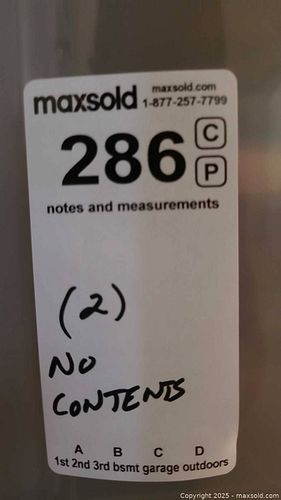 maxsold maxsold.com
1-877-257-7799
286 C
P
notes and measurements
(2)
NO
CONTENTS
A B C D
1st 2nd 3rd bsmt garage outdoors
Copyright © 2025 - maxsold.com